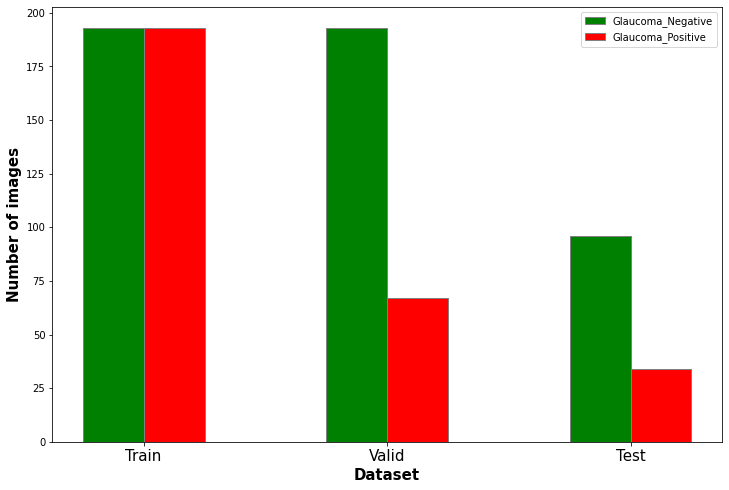 Glaucoma_Negative
Glaucoma_Positive
Number of images
200
175
150
125
100
75
50
25
0
Train
Valid
Test
Dataset